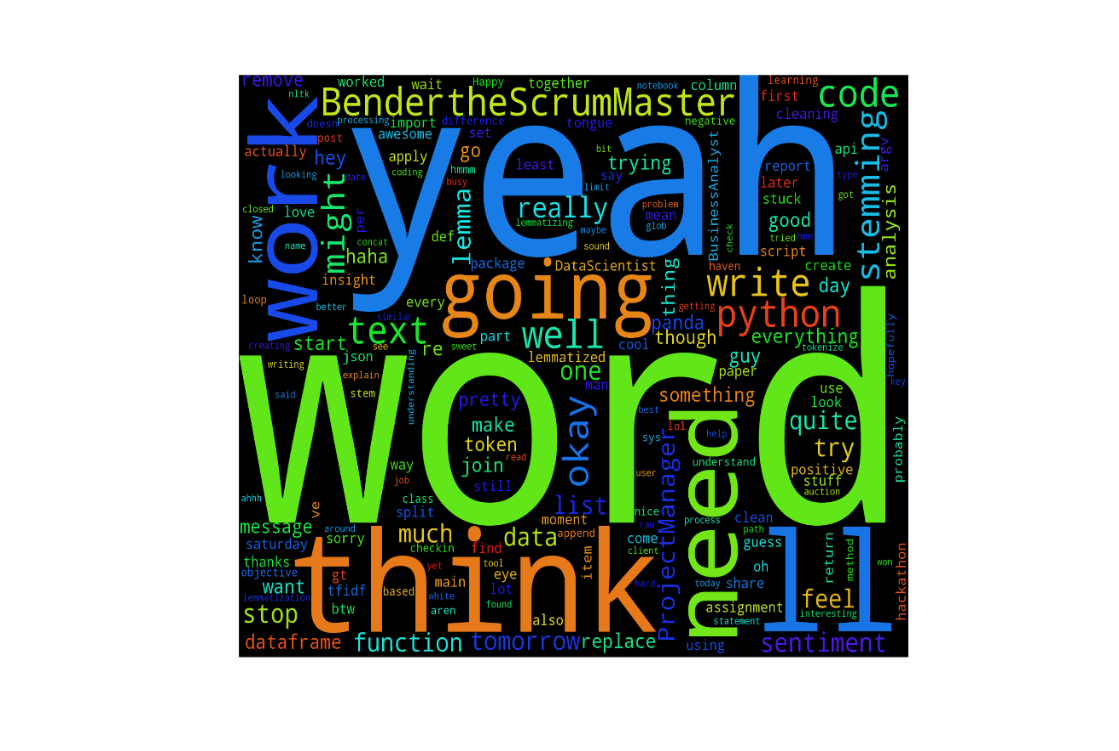 remove
worked
wait
Happy
together
notebook
column
learning
nltk
BendertheScrumMaster
first
code
doesn
processing
import
difference
tongue
negative
cleaning
post
awesome
set
work
yeah
actually
hey
apply
go
least
bit
trying
BusinessAnalyst
report
api
stemming
argv
looking
coding
hmmm
say
later
type
date
busy
limit
analysis
closed
love
per
might
lemma
really
problem
mean
stuck
got
know
name
lemmatizing
maybe
glob
good
tried
hmm
def
sound
check
script
concat
haha
package
DataScientist
thing
haven
create
insight
going
write
day
loop
better
every
getting
python
similar
part
well
panda
text
though
everything
hopefully
start
re
sweet
cool
creating
see
json
lemmatized
guy
tokenize
writing
explain
understanding
one
paper
key
said
stem
man
something
use
look
word
pretty
okay
best
make
quite
token
sys
lol
help
need
try
join
read
way
job
user
understand
positive
probably
still
stuff
auction
ahhh
class
list
nice
ProjectManager
split
raw
process
clean
message
ve
around
much
moment
append
data
come
path
ll
saturday
sorry
checkin
find
client
guess
return
method
hackathon
thanks
think
yet
tool
eye
item
oh
won
objective
gt
main
hard
today
share
want
tfidf
based
white
lot
feel
lemmatization
btw
aren
found
assignment
interesting
stop
also
statement
dataframe
function
tomorrow
replace
using
sentiment